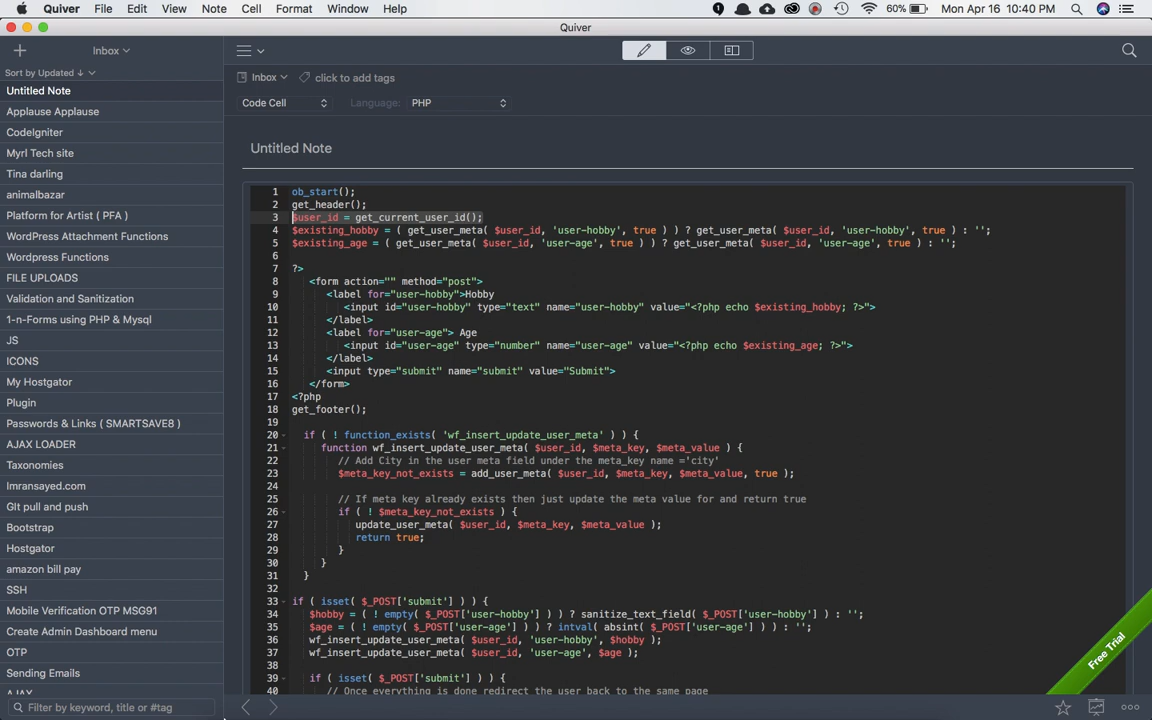 Quiver File Edit View Note Cell Format Window Help 60% Mon Apr 16 10:40 PM
Quiver
Inbox
Sort by Updated ↓
Untitled Note
Applause Applause
CodeIgniter
Myrl Tech site
Tina darling
animalbazar
Platform for Artist ( PFA )
WordPress Attachment Functions
Wordpress Functions
FILE UPLOADS
Validation and Sanitization
1-n-Forms using PHP & Mysql
JS
ICONS
My Hostgator
Plugin
Passwords & Links ( SMARTSAVE8 )
AJAX LOADER
Taxonomies
Imransayed.com
GIt pull and push
Bootstrap
Hostgator
amazon bill pay
SSH
Mobile Verification OTP MSG91
Create Admin Dashboard menu
OTP
Sending Emails
AJAX
Filter by keyword, title or #tag
Inbox click to add tags
Code Cell Language: PHP
Untitled Note
1 ob_start();
2 get_header();
3 $user_id = get_current_user_id();
4 $existing_hobby = ( get_user_meta( $user_id, 'user-hobby', true ) ) ? get_user_meta( $user_id, 'user-hobby', true ) : '';
5 $existing_age = ( get_user_meta( $user_id, 'user-age', true ) ) ? get_user_meta( $user_id, 'user-age', true ) : '';
6
7 ?>
8 <form action="" method="post">
9 <label for="user-hobby">Hobby
10 <input id="user-hobby" type="text" name="user-hobby" value="<?php echo $existing_hobby; ?>">
11 </label>
12 <label for="user-age"> Age
13 <input id="user-age" type="number" name="user-age" value="<?php echo $existing_age; ?>">
14 </label>
15 <input type="submit" name="submit" value="Submit">
16 </form>
17 <?php
18 get_footer();
19
20 if ( ! function_exists( 'wf_insert_update_user_meta' ) ) {
21 function wf_insert_update_user_meta( $user_id, $meta_key, $meta_value ) {
22 // Add City in the user meta field under the meta_key name ='city'
23 $meta_key_not_exists = add_user_meta( $user_id, $meta_key, $meta_value, true );
24
25 // If meta key already exists then just update the meta value for and return true
26 if ( ! $meta_key_not_exists ) {
27 update_user_meta( $user_id, $meta_key, $meta_value );
28 return true;
29 }
30 }
31 }
32
33 if ( isset( $_POST['submit'] ) ) {
34 $hobby = ( ! empty( $_POST['user-hobby'] ) ) ? sanitize_text_field( $_POST['user-hobby'] ) : '';
35 $age = ( ! empty( $_POST['user-age'] ) ) ? intval( absint( $_POST['user-age'] ) ) : '';
36 wf_insert_update_user_meta( $user_id, 'user-hobby', $hobby );
37 wf_insert_update_user_meta( $user_id, 'user-age', $age );
38
39 if ( isset( $_POST['submit'] ) ) {
40 // Once everything is done redirect the user back to the same page
Free Trial